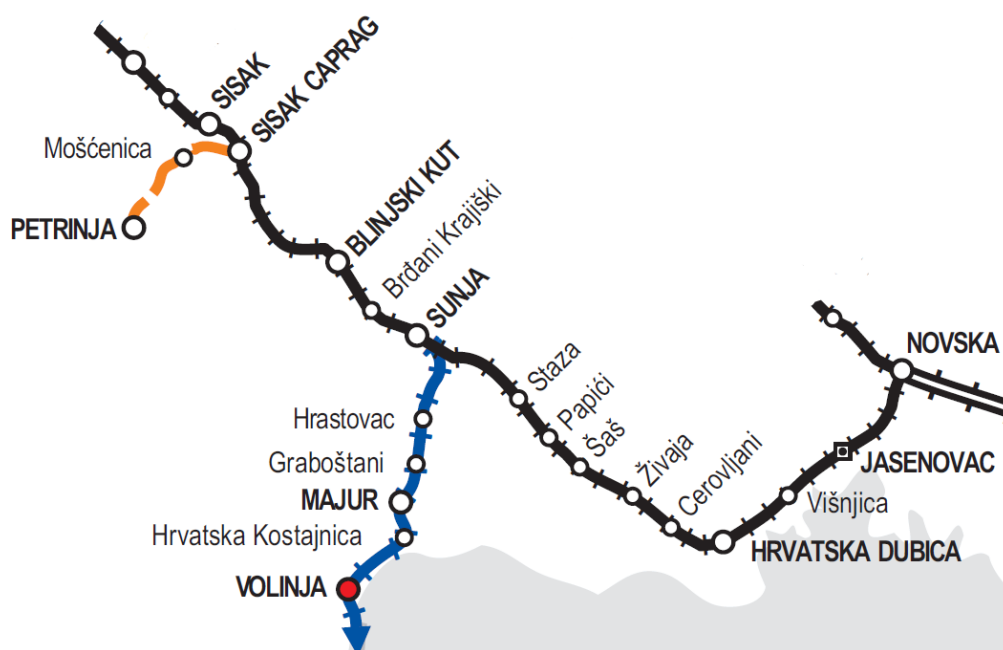 SISAK
SISAK CAPRAG
Mošćenica
PETRINJA
BLINJSKI KUT
Brđani Krajiški
SUNJA
NOVSKA
Staza
Papići
Šaš
Hrastovac
Graboštani
MAJUR
Hrvatska Kostajnica
VOLINJA
Živaja
Cerovljani
JASENOVAC
Višnjica
HRVATSKA DUBICA